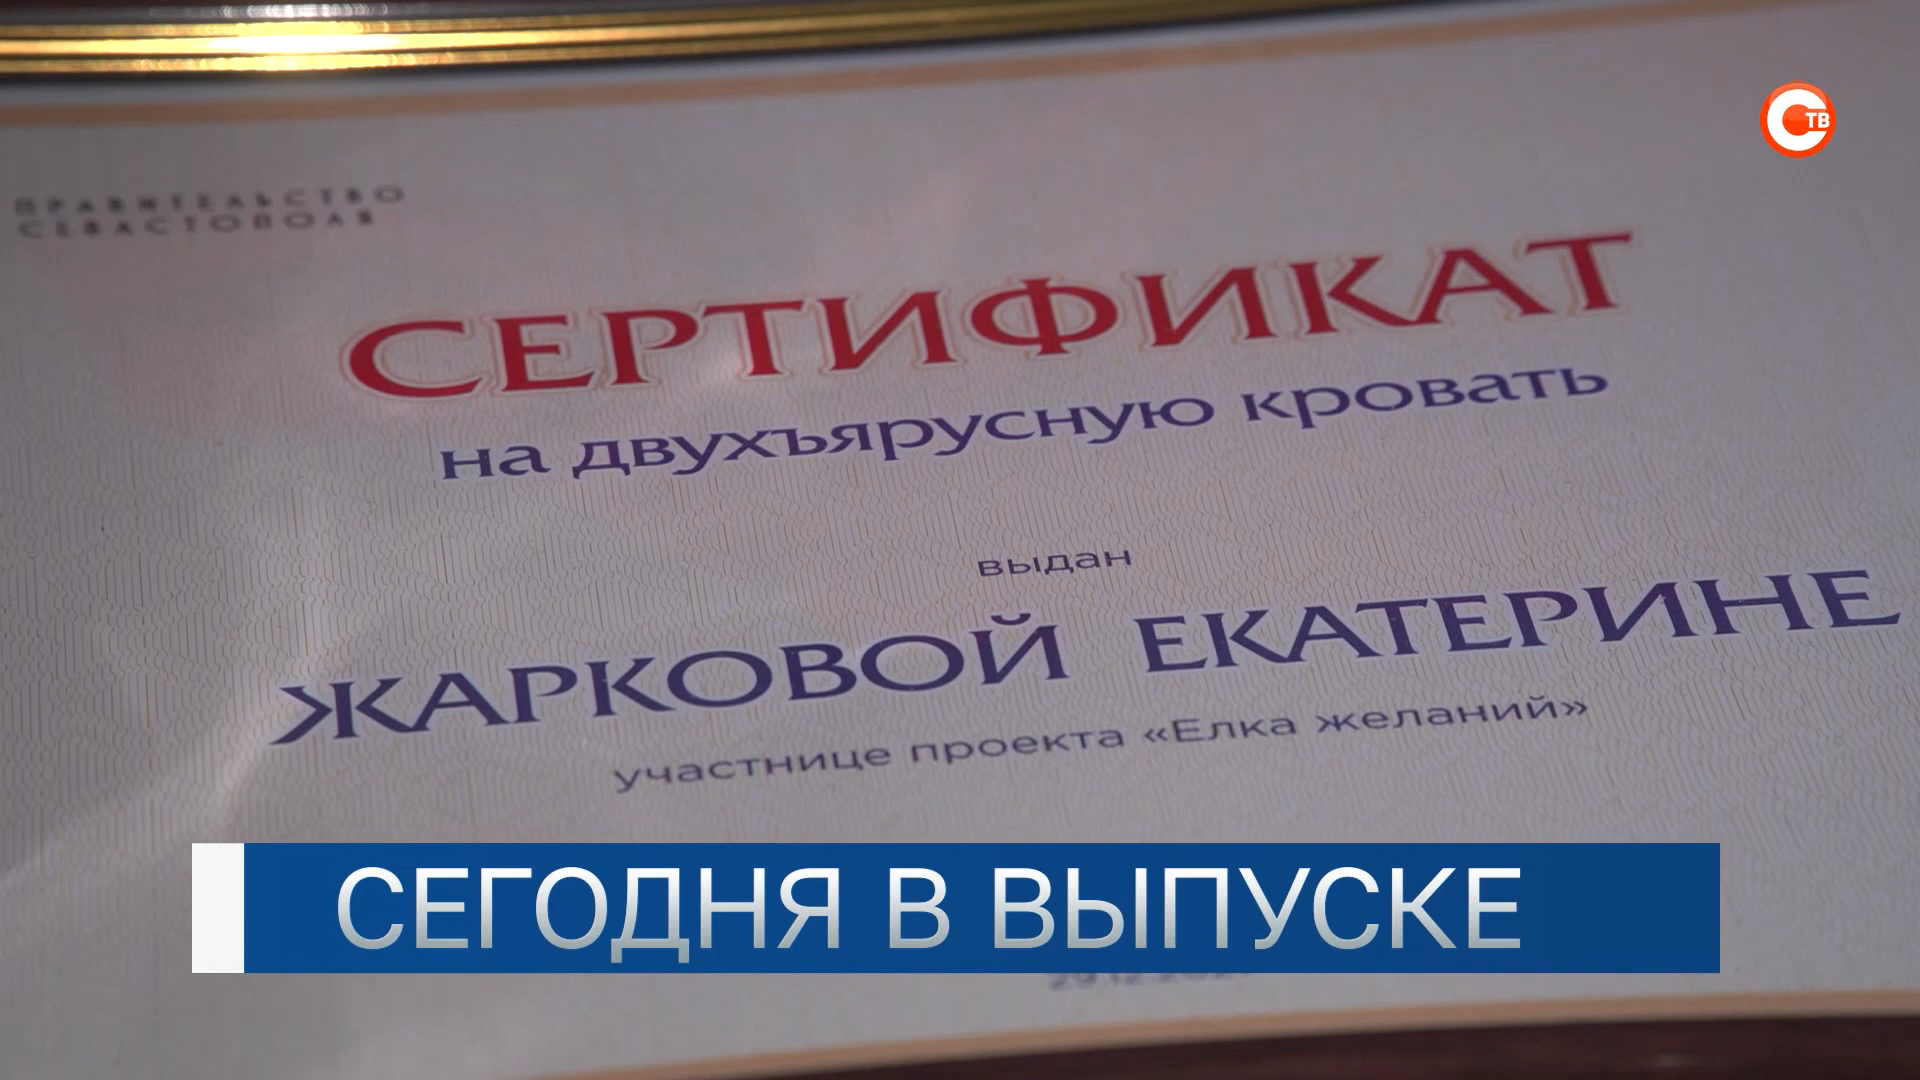 ТВ
ПРАВИТЕЛЬСТВО
СЕВАСТОПОЛЯ
СЕРТИФИКАТ
на двухъярусную кровать
выдан
ЖАРКОВОЙ ЕКАТЕРИНЕ
участнице проекта «Елка желаний»
СЕГОДНЯ В ВЫПУСКЕ